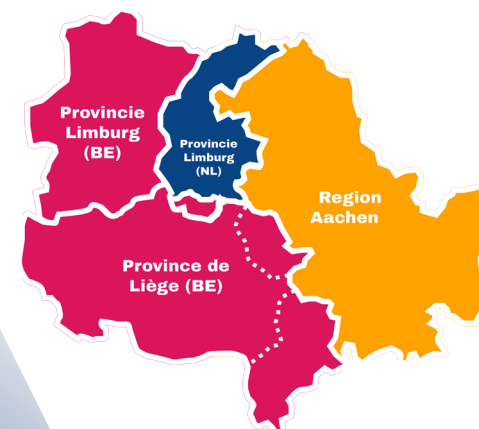 Provincie
Limburg
(BE)
Provincie
Limburg
(NL)
Region
Aachen
Province de
Liège (BE)